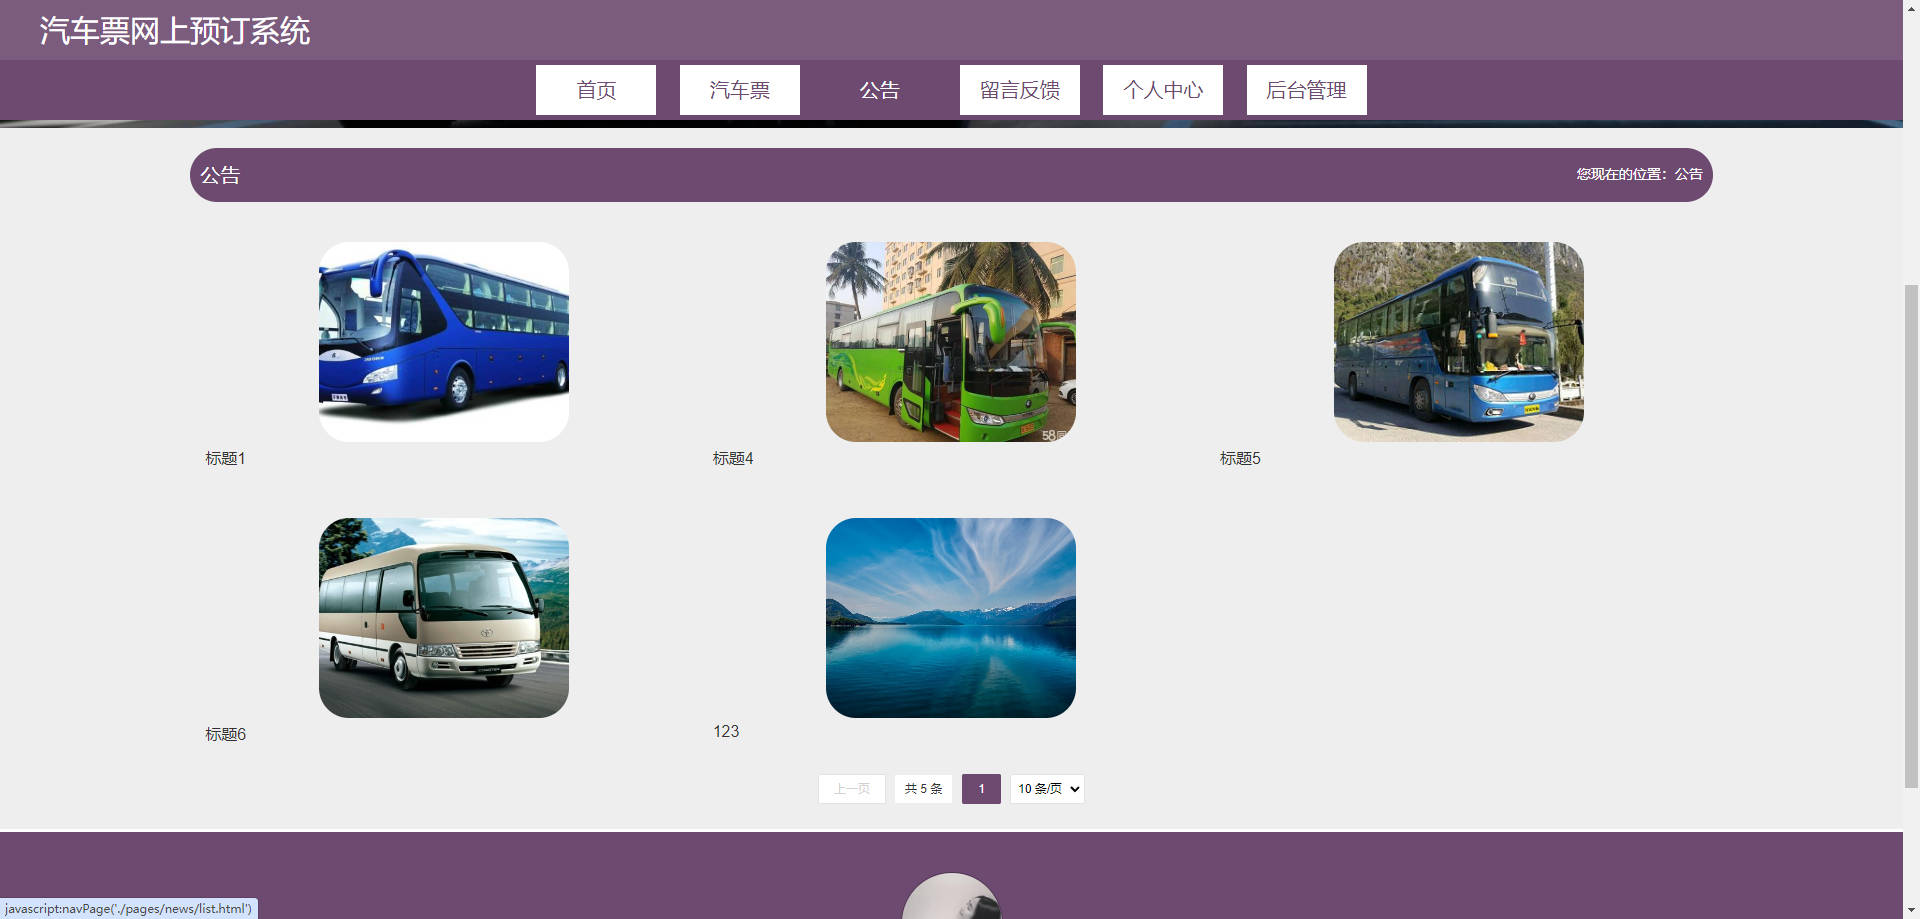 汽车票网上预订系统
首页 汽车票 公告 留言反馈 个人中心 后台管理
公告 您现在的位置：公告
58同
标题1 标题4 标题5
标题6 123
上一页 共 5 条 1 10 条/页
javascript:navPage('./pages/news/list.html')